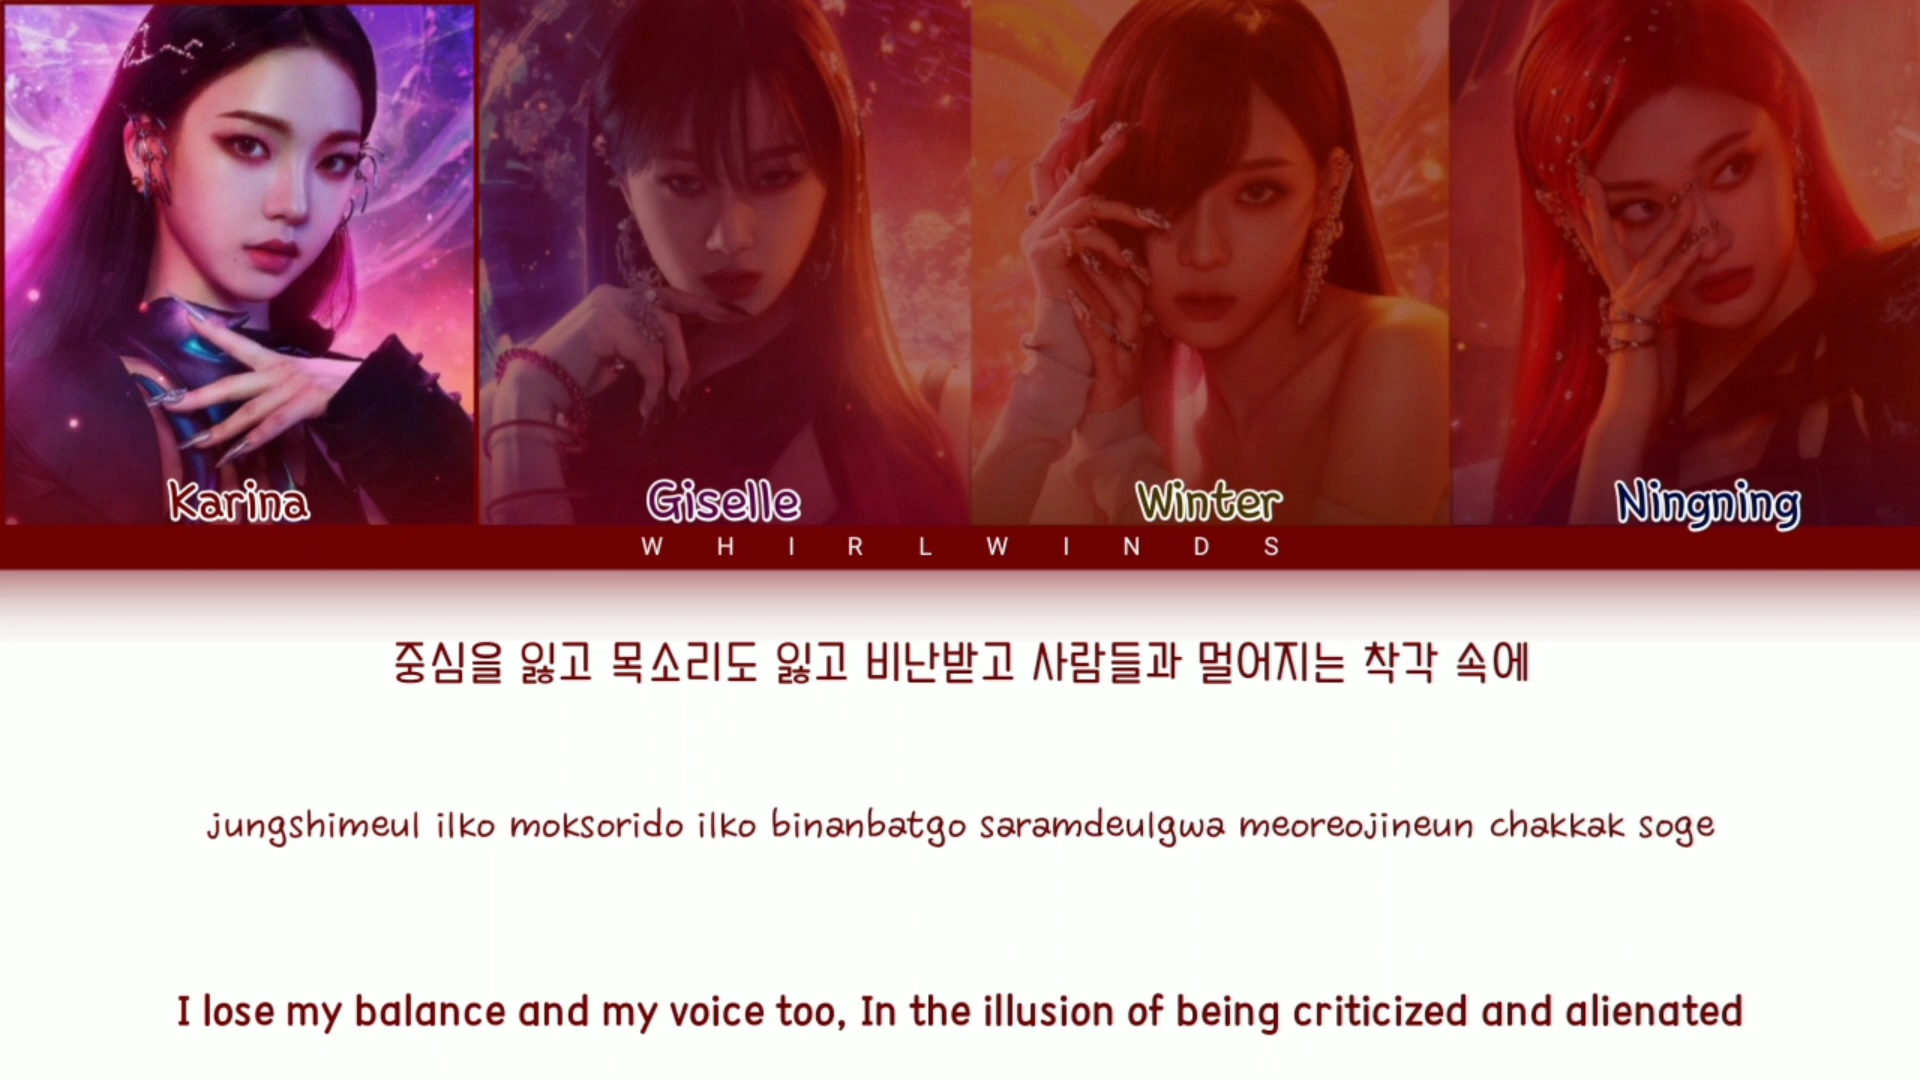 Karina
Giselle
Winter
Ningning
WHIRLWINDS
중심을 잃고 목소리도 잃고 비난받고 사람들과 멀어지는 착각 속에
jungshimeul ilko moksorido ilko binanbatgo saramdeulgwa meoreojineun chakkak soge
I lose my balance and my voice too, In the illusion of being criticized and alienated